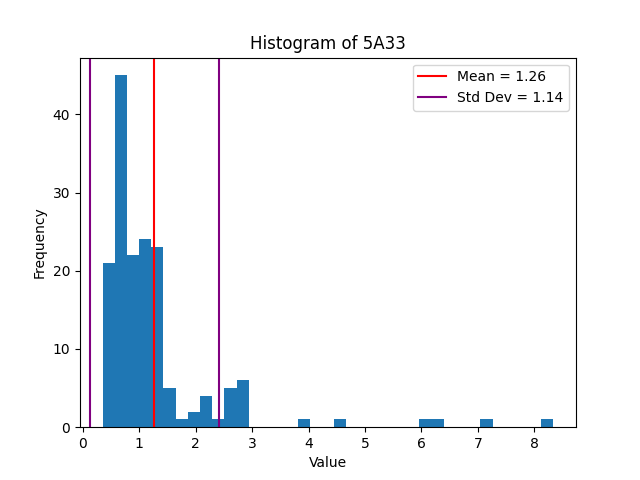 Histogram of 5A33
Mean = 1.26
Std Dev = 1.14
Frequency
40
30
20
10
0
0 1 2 3 4 5 6 7 8
Value